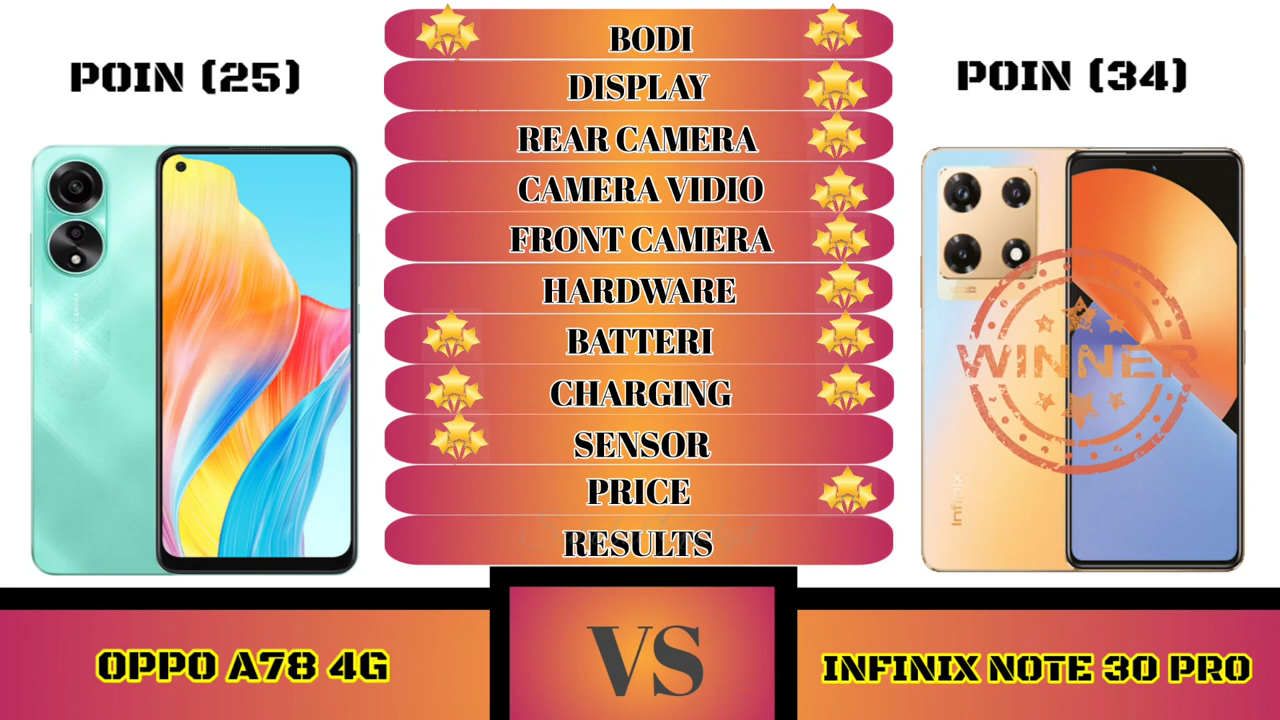 POIN (25)
BODI
DISPLAY
REAR CAMERA
CAMERA VIDIO
FRONT CAMERA
HARDWARE
BATTERI
CHARGING
SENSOR
PRICE
RESULTS
POIN (34)
WINNER
Infinix
OPPO A78 4G
VS
INFINIX NOTE 30 PRO